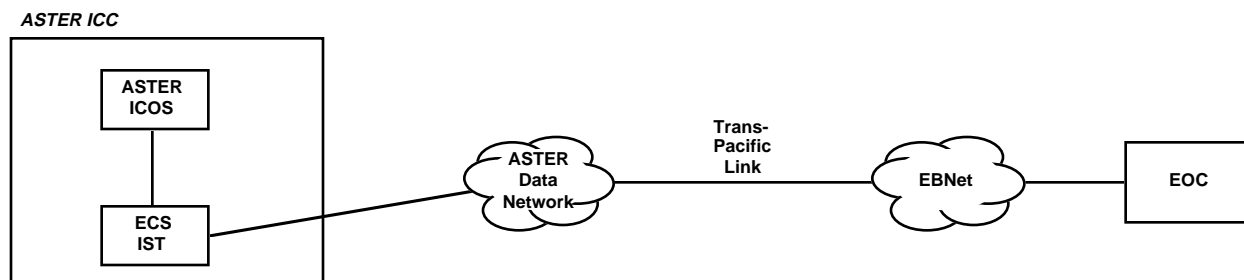 ASTER ICC
ASTER
ICOS
ECS
IST
ASTER
Data
Network
Trans-
Pacific
Link
EBNet
EOC